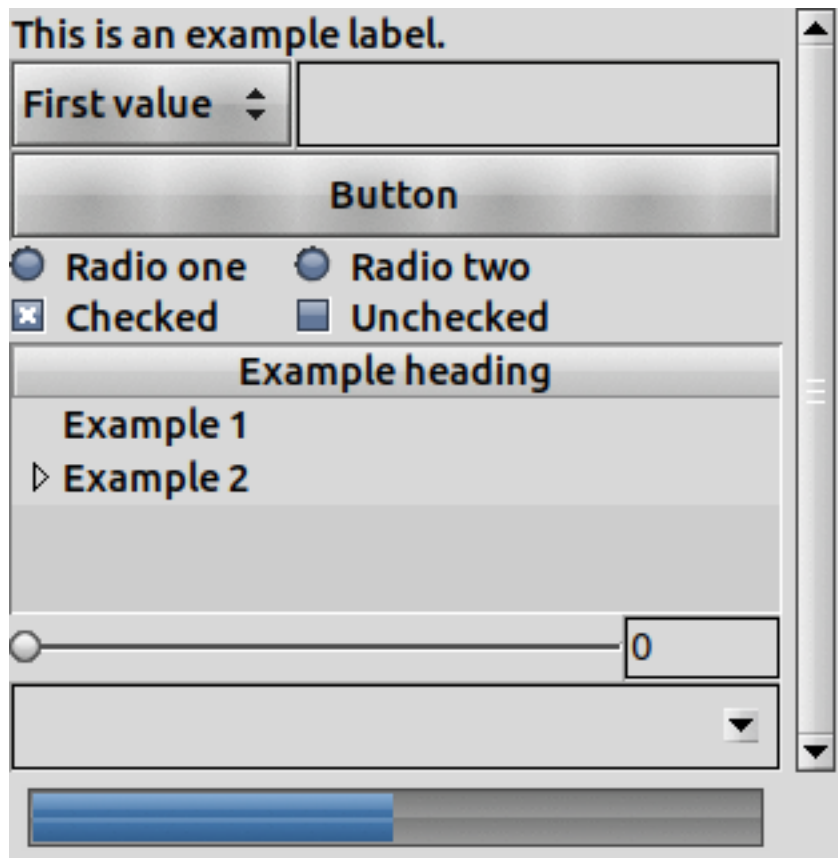 This is an example label.
First value
Button
Radio one Radio two
Checked Unchecked
Example heading
Example 1
Example 2
0